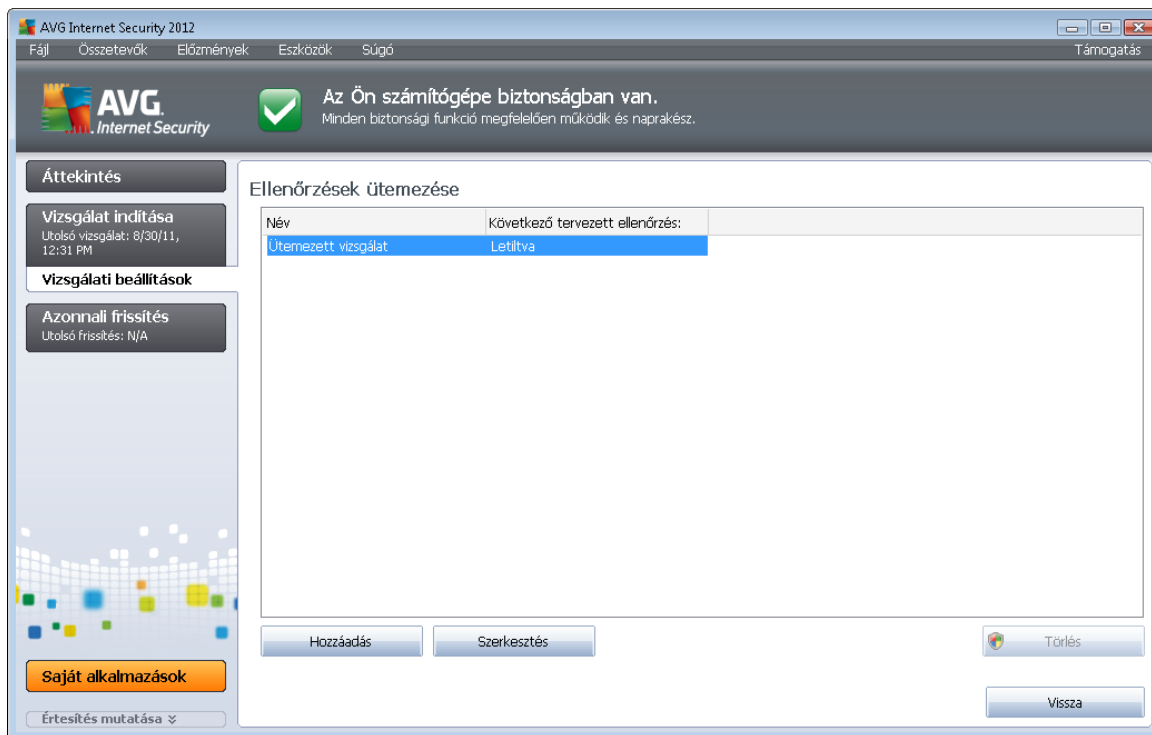 AVG Internet Security 2012
Fájl Összetevők Előzmények Eszközök Súgó Támogatás
AVG.
Internet Security
Az Ön számítógépe biztonságban van.
Minden biztonsági funkció megfelelően működik és naprakész.
Áttekintés
Vizsgálat indítása
Utolsó vizsgálat: 8/30/11,
12:31 PM
Vizsgálati beállítások
Azonnali frissítés
Utolsó frissítés: N/A
Saját alkalmazások
Értesítés mutatása
Ellenőrzések ütemezése
Név Következő tervezett ellenőrzés:
Ütemezett vizsgálat Letiltva
Hozzáadás Szerkesztés Törlés
Vissza